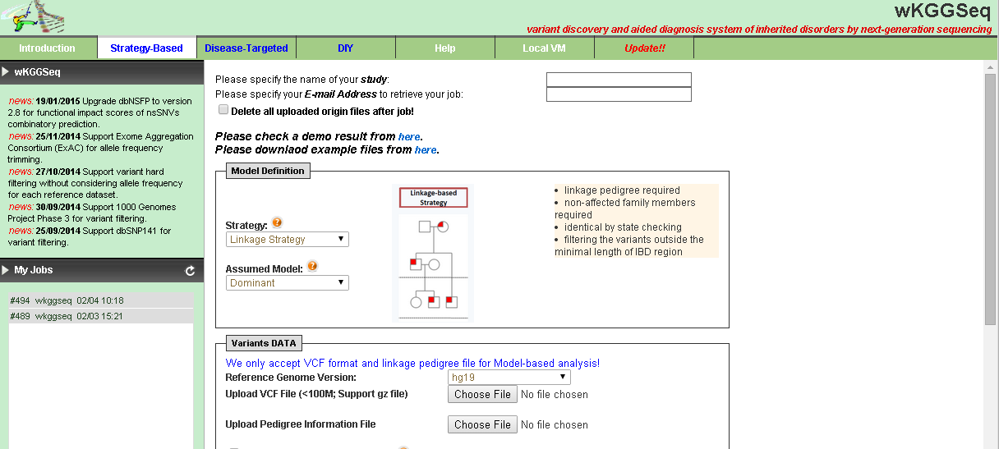 wKGGSeq
variant discovery and aided diagnosis system of inherited disorders by next-generation sequencing
Introduction Strategy-Based Disease-Targeted DIY Help Local VM Update!!
wKGGSeq
news: 19/01/2015 Upgrade dbNSFP to version
2.8 for functional impact scores of nsSNVs
combinatory prediction.
news: 25/11/2014 Support Exome Aggregation
Consortium (ExAC) for allele frequency
trimming.
news: 27/10/2014 Support variant hard
filtering without considering allele frequency
for each reference dataset.
news: 30/09/2014 Support 1000 Genomes
Project Phase 3 for variant filtering.
news: 25/09/2014 Support dbSNP141 for
variant filtering.
My Jobs
#494 wkggseq 02/04 10:18
#489 wkggseq 02/03 15:21
Please specify the name of your study:
Please specify your E-mail Address to retrieve your job:
Delete all uploaded origin files after job!
Please check a demo result from here.
Please downlaod example files from here.
Model Definition
Strategy: ?
Linkage Strategy
Assumed Model: ?
Dominant
Linkage-based
Strategy
• linkage pedigree required
• non-affected family members
required
• identical by state checking
• filtering the variants outside the
minimal length of IBD region
Variants DATA
We only accept VCF format and linkage pedigree file for Model-based analysis!
Reference Genome Version: hg19
Upload VCF File (<100M; Support gz file) Choose File No file chosen
Upload Pedigree Information File Choose File No file chosen